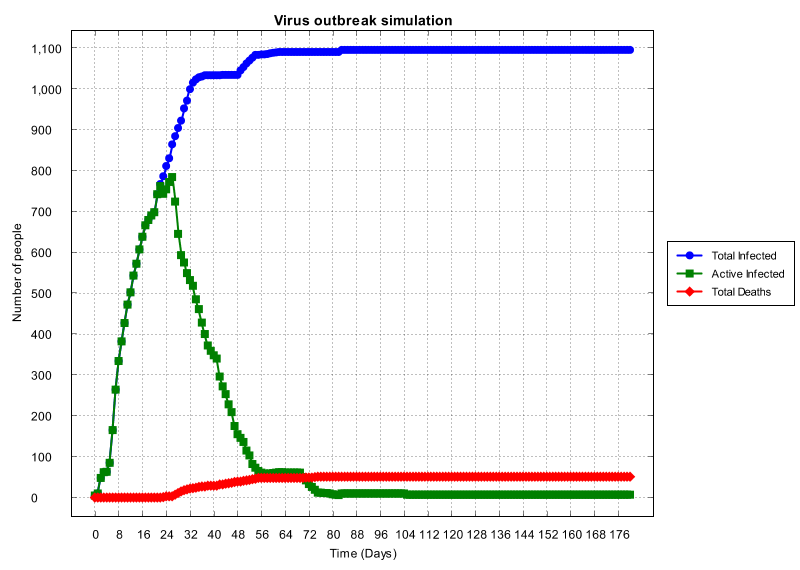 Virus outbreak simulation
1,100
1,000
900
800
700
600
500
400
300
200
100
0
Number of people
0 8 16 24 32 40 48 56 64 72 80 88 96 104 112 120 128 136 144 152 160 168 176
Time (Days)
Total Infected
Active Infected
Total Deaths